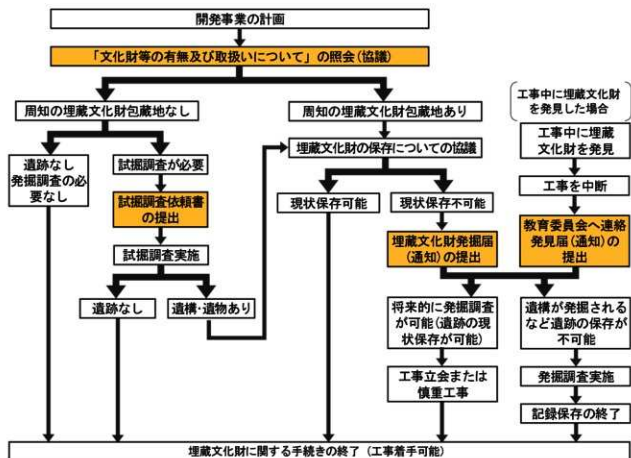 開発事業の計画
「文化財等の有無及び取扱いについて」の照会(協議)
周知の埋蔵文化財包蔵地なし
周知の埋蔵文化財包蔵地あり
工事中に埋蔵文化財
を発見した場合
遺跡なし
発掘調査の必
要なし
試掘調査が必要
埋蔵文化財の保存についての協議
工事中に埋蔵
文化財を発見
試掘調査依頼書
の提出
現状保存可能
現状保存不可能
工事を中断
試掘調査実施
埋蔵文化財発掘届
(通知)の提出
教育委員会へ連絡
発見届(通知)の
提出
遺跡なし
遺構・遺物あり
将来的に発掘調査
が可能(遺跡の現
状保存が可能)
遺構が発掘される
など遺跡の保存が
不可能
工事立会または
慎重工事
発掘調査実施
記録保存の終了
埋蔵文化財に関する手続きの終了(工事着手可能)